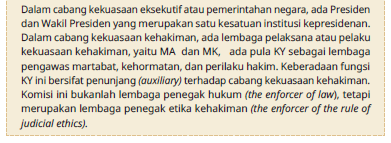 Dalam cabang kekuasaan eksekutif atau pemerintahan negara, ada Presiden
dan Wakil Presiden yang merupakan satu kesatuan institusi kepresidenan.
Dalam cabang kekuasaan kehakiman, ada lembaga pelaksana atau pelaku
kekuasaan kehakiman, yaitu MA dan MK, ada pula KY sebagai lembaga
pengawas martabat, kehormatan, dan perilaku hakim. Keberadaan fungsi
KY ini bersifat penunjang (auxiliary) terhadap cabang kekuasaan kehakiman.
Komisi ini bukanlah lembaga penegak hukum (the enforcer of law), tetapi
merupakan lembaga penegak etika kehakiman (the enforcer of the rule of
judicial ethics).